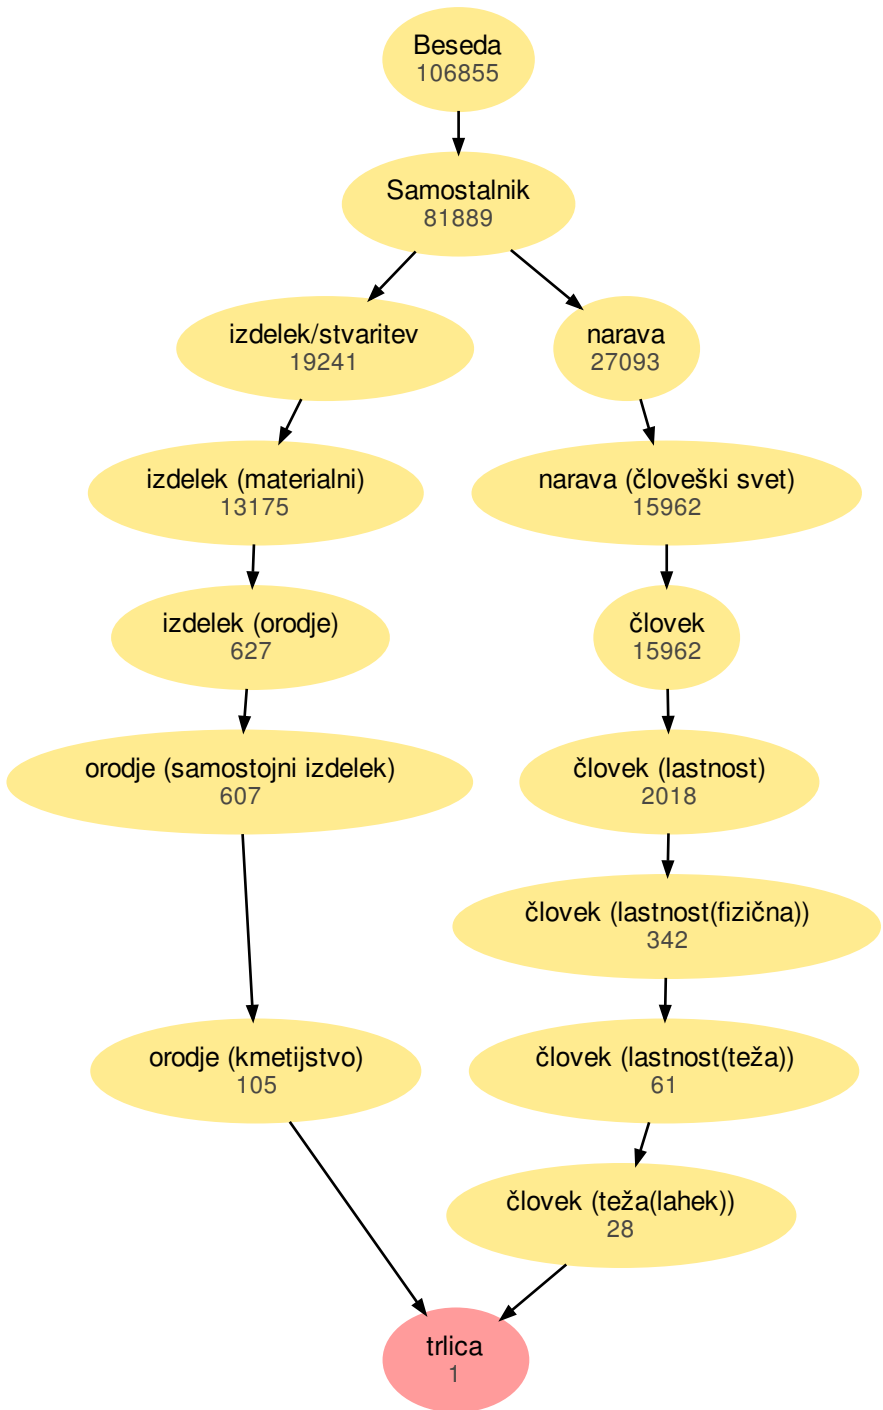 Beseda
106855
Samostalnik
81889
izdelek/stvaritev
19241
narava
27093
izdelek (materialni)
13175
narava (človeški svet)
15962
izdelek (orodje)
627
človek
15962
orodje (samostojni izdelek)
607
človek (lastnost)
2018
človek (lastnost(fizična))
342
orodje (kmetijstvo)
105
človek (lastnost(teža))
61
človek (teža(lahek))
28
trlica
1